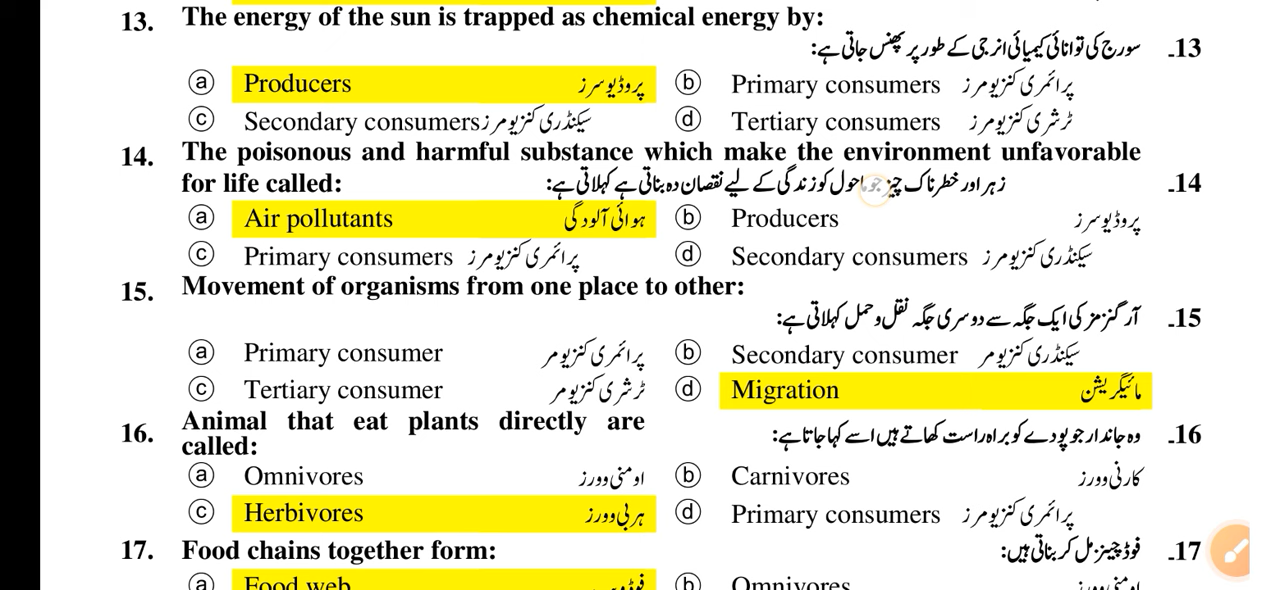 13. The energy of the sun is trapped as chemical energy by:
13۔ سورج کی توانائی کیمیائی انرجی کے طور پر پھنس جاتی ہے:
ⓐ Producers پروڈیوسرز ⓑ Primary consumers پرائمری کنزیومرز
ⓒ Secondary consumers سیکنڈری کنزیومرز ⓓ Tertiary consumers ٹرشری کنزیومرز
14. The poisonous and harmful substance which make the environment unfavorable
for life called: 14۔ زہر اور خطرناک چیز جو ماحول کو زندگی کے لیے نقصان دہ بناتی ہے کہلاتی ہے:
ⓐ Air pollutants ہوائی آلودگی ⓑ Producers پروڈیوسرز
ⓒ Primary consumers پرائمری کنزیومرز ⓓ Secondary consumers سیکنڈری کنزیومرز
15. Movement of organisms from one place to other:
15۔ آرگنزمز کی ایک جگہ سے دوسری جگہ نقل و حمل کہلاتی ہے:
ⓐ Primary consumer پرائمری کنزیومر ⓑ Secondary consumer سیکنڈری کنزیومر
ⓒ Tertiary consumer ٹرشری کنزیومر ⓓ Migration مائیگریشن
16. Animal that eat plants directly are
called: 16۔ وہ جاندار جو پودے کو براہ راست کھاتے ہیں اسے کہا جاتا ہے:
ⓐ Omnivores اومنی وورز ⓑ Carnivores کارنی وورز
ⓒ Herbivores ہربی وورز ⓓ Primary consumers پرائمری کنزیومرز
17. Food chains together form: 17۔ فوڈ چینز مل کر بناتی ہیں:
ⓐ Food web فوڈ ویب ⓑ Omnivores اومنی وورز